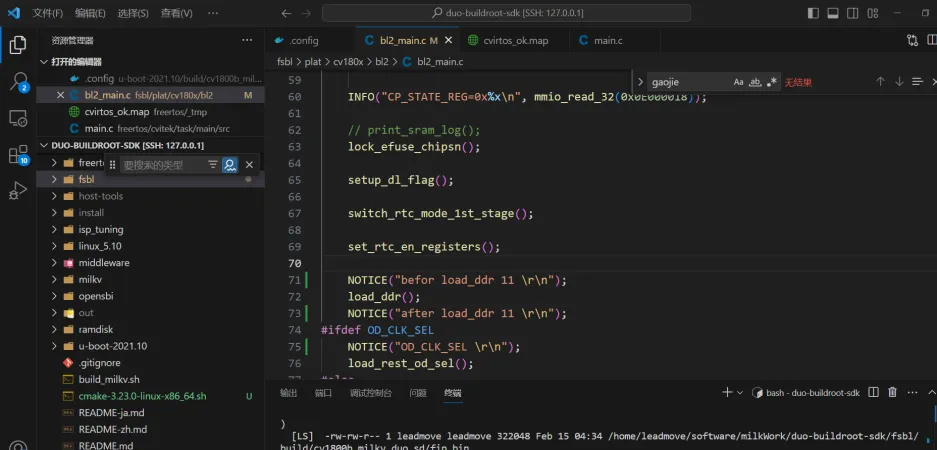 文件(F) 编辑(E) 选择(S) 查看(V) ··· duo-buildroot-sdk [SSH: 127.0.0.1]
资源管理器
打开的编辑器
.config u-boot-2021.10/build/cv1800b_mil...
bl2_main.c fsbl/plat/cv180x/bl2 M
cvirtos_ok.map freertos/_tmp
main.c freertos/cvitek/task/main/src
DUO-BUILDROOT-SDK [SSH: 127.0.0.1]
要搜索的类型
freerto
fsbl
host-tools
install
isp_tuning
linux_5.10
middleware
milkv
opensbi
out
ramdisk
u-boot-2021.10
.gitignore
build_milkv.sh
cmake-3.23.0-linux-x86_64.sh U
README-ja.md
README-zh.md
README.md
2
10
.config bl2_main.c M cvirtos_ok.map main.c
fsbl > plat > cv180x > bl2 > bl2_main.c
gaojie Aa ab .* 无结果
59
60 INFO("CP_STATE_REG=0x%x\n", mmio_read_32(0x0E000018));
61
62 // print_sram_log();
63 lock_efuse_chipsn();
64
65 setup_dl_flag();
66
67 switch_rtc_mode_1st_stage();
68
69 set_rtc_en_registers();
70
71 NOTICE("befor load_ddr 11 \r\n");
72 load_ddr();
73 NOTICE("after load_ddr 11 \r\n");
74 #ifdef OD_CLK_SEL
75 NOTICE("OD_CLK_SEL \r\n");
76 load_rest_od_sel();
77 #else
输出 端口 调试控制台 问题 终端 bash - duo-buildroot-sdk
)
[LS] -rw-rw-r-- 1 leadmove leadmove 322048 Feb 15 04:34 /home/leadmove/software/milkWork/duo-buildroot-sdk/fsbl/
build/cv1800b_milkv_duo_sd/fip.bin